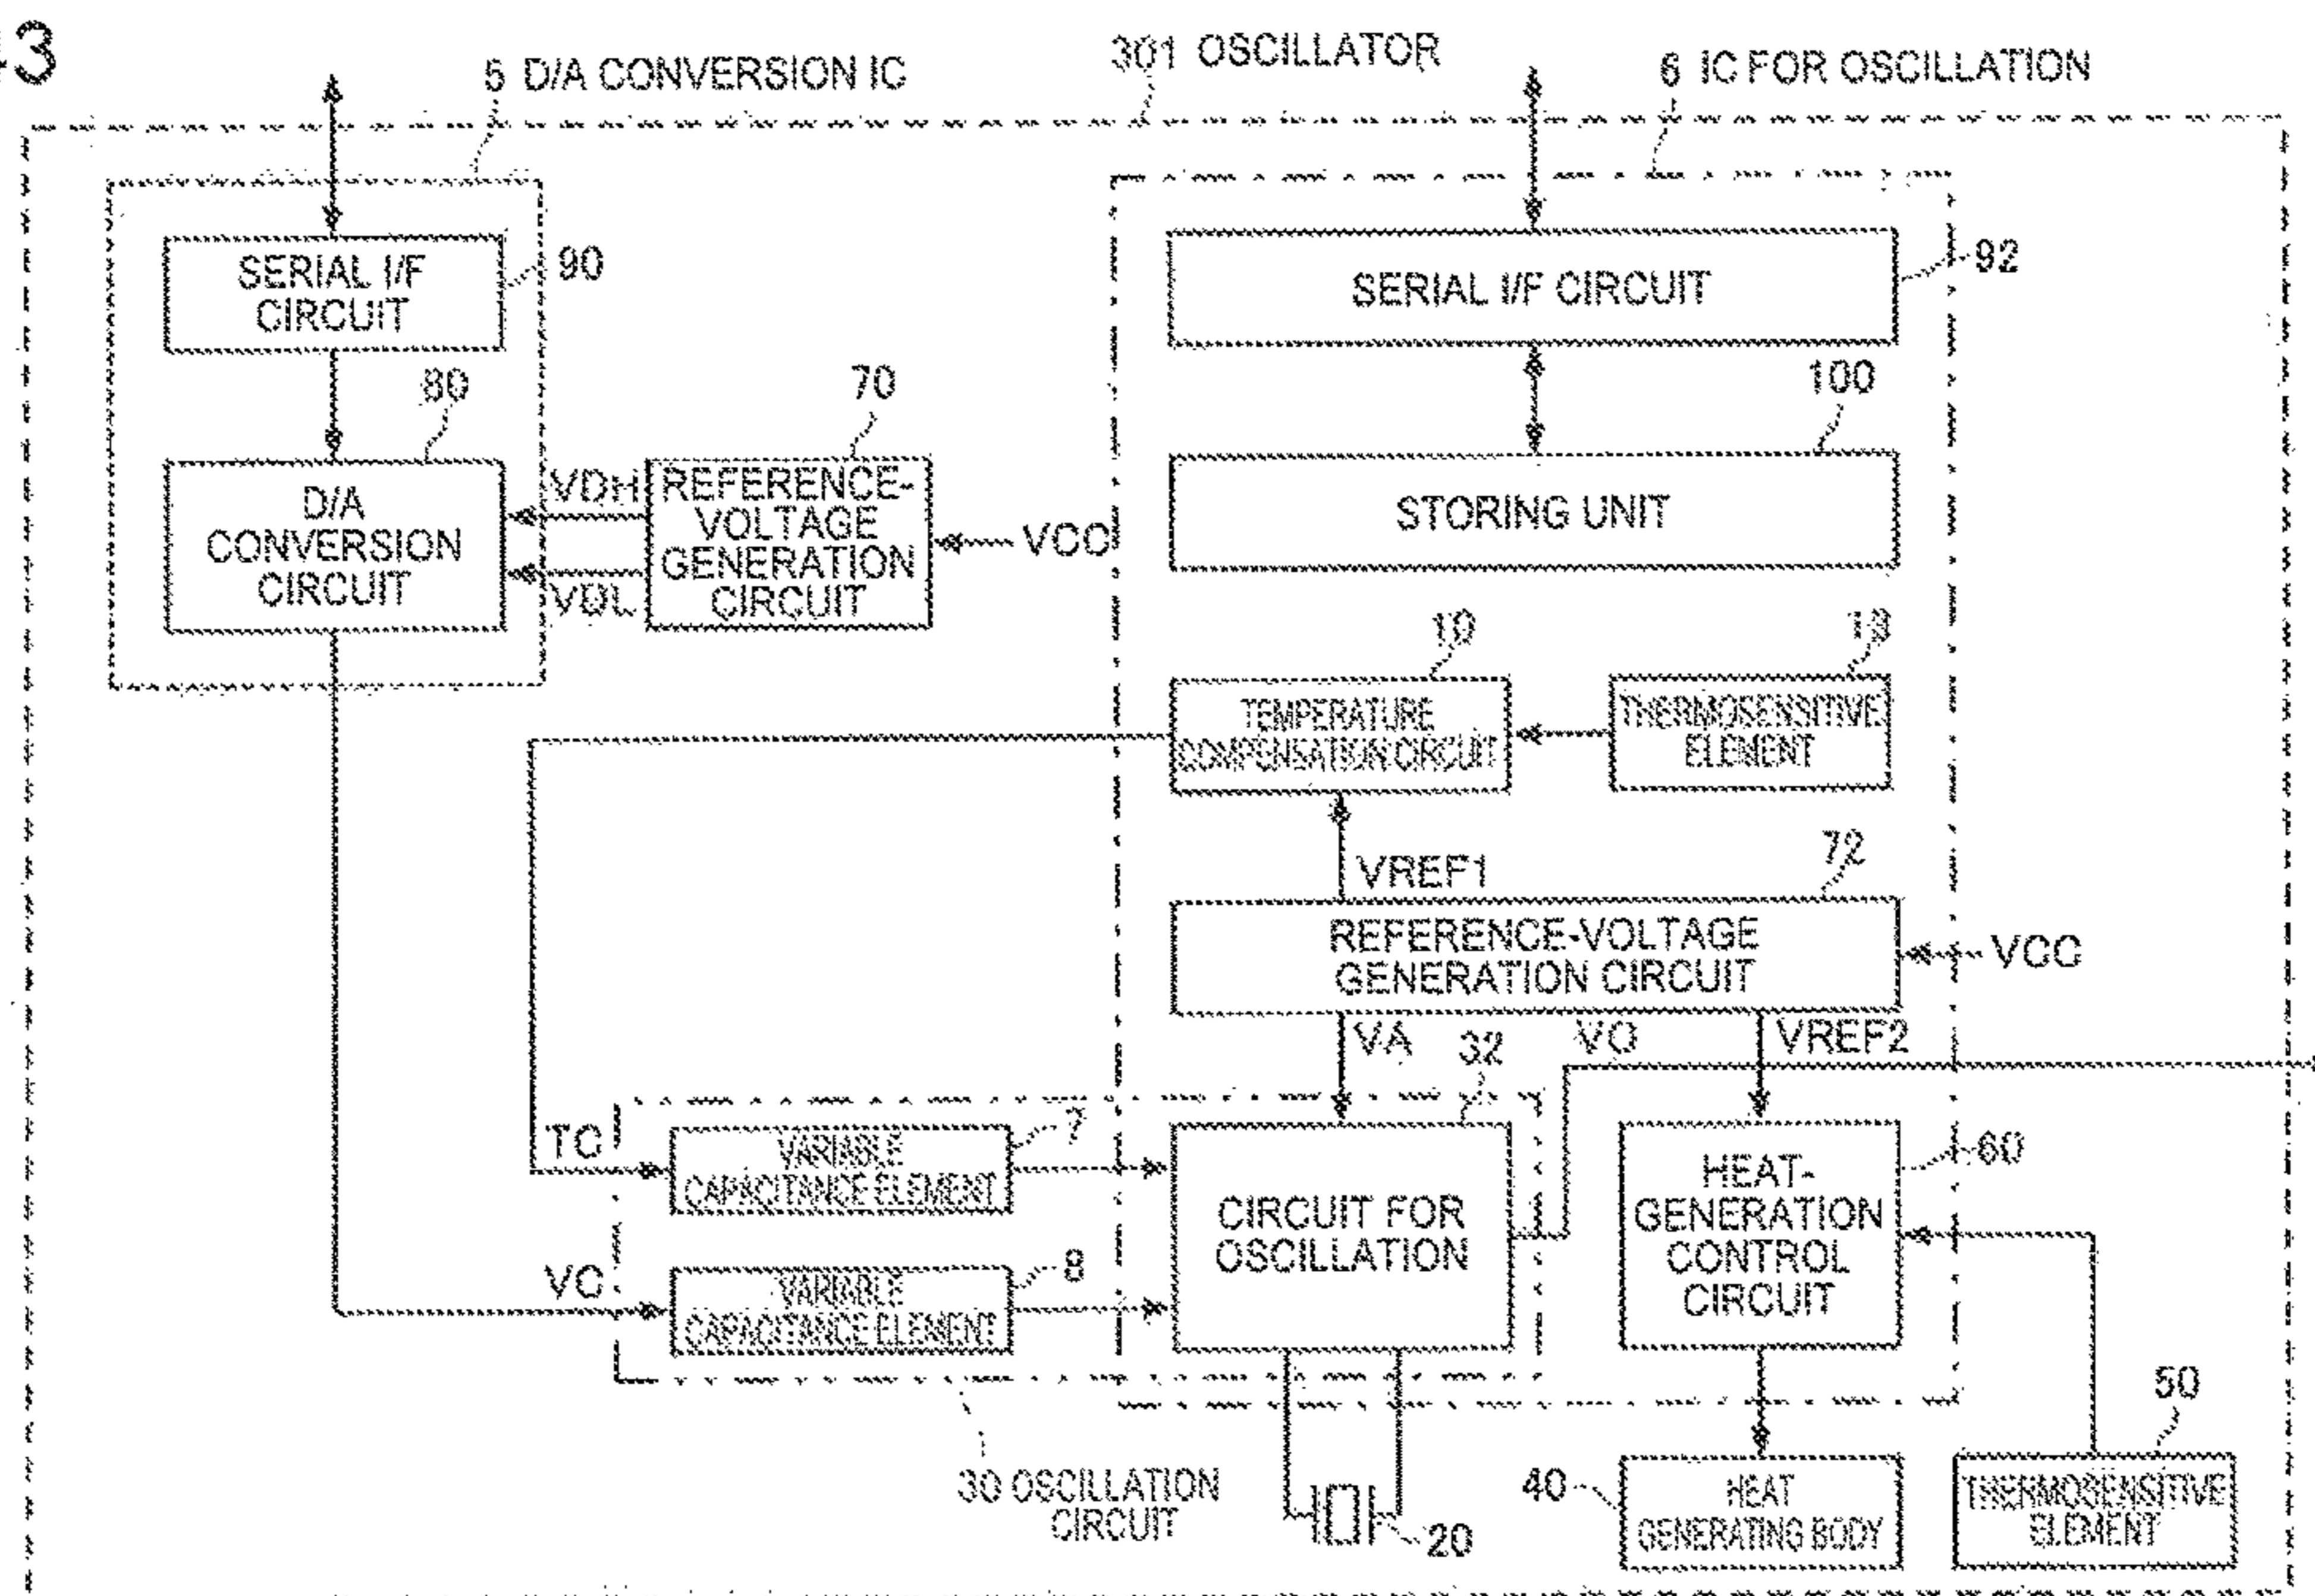 43
301 OSCILLATOR
5 D/A CONVERSION IC
6 IC FOR OSCILLATION
SERIAL I/F
CIRCUIT
90
SERIAL I/F CIRCUIT
92
80
70
100
D/A
CONVERSION
CIRCUIT
VDH
VDL
REFERENCE-
VOLTAGE
GENERATION
CIRCUIT
VCC
STORING UNIT
10
13
TEMPERATURE
COMPENSATION CIRCUIT
THERMOSENSITIVE
ELEMENT
VREF1
72
REFERENCE-VOLTAGE
GENERATION CIRCUIT
VCC
VA
32
VO
VREF2
TC
VARIABLE
CAPACITANCE ELEMENT
7
CIRCUIT FOR
OSCILLATION
HEAT-
GENERATION
CONTROL
CIRCUIT
60
VC
VARIABLE
CAPACITANCE ELEMENT
8
50
30 OSCILLATION
CIRCUIT
20
40
HEAT
GENERATING BODY
THERMOSENSITIVE
ELEMENT